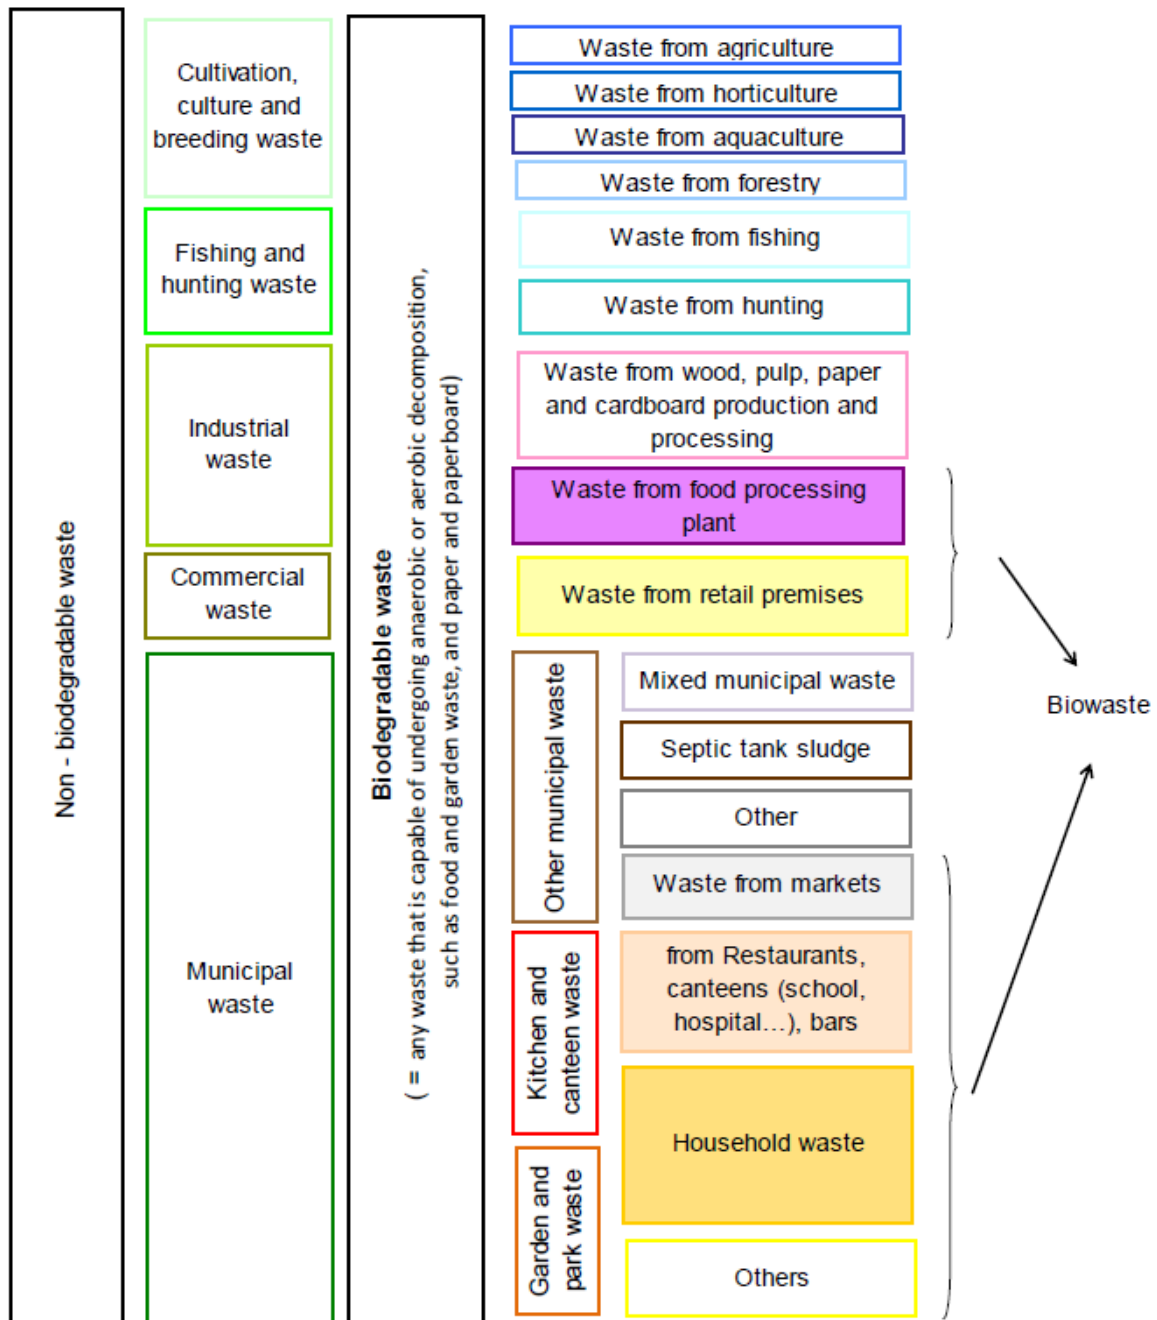 Non - biodegradable waste
Cultivation,
culture and
breeding waste
Fishing and
hunting waste
Industrial
waste
Commercial
waste
Municipal
waste
Biodegradable waste
( = any waste that is capable of undergoing anaerobic or aerobic decomposition,
such as food and garden waste, and paper and paperboard)
Waste from agriculture
Waste from horticulture
Waste from aquaculture
Waste from forestry
Waste from fishing
Waste from hunting
Waste from wood, pulp, paper
and cardboard production and
processing
Waste from food processing
plant
Waste from retail premises
Other municipal waste
Mixed municipal waste
Septic tank sludge
Other
Waste from markets
Kitchen and
canteen waste
from Restaurants,
canteens (school,
hospital...), bars
Household waste
Garden and
park waste
Others
Biowaste